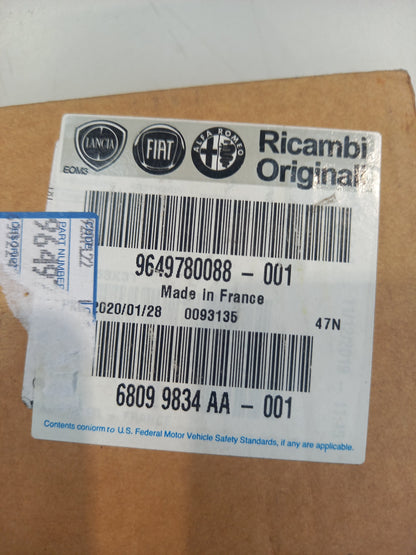 LANCIA
FIAT
ALFA ROMEO
Ricambi
Originali
EOM3
9649780088 - 001
Made in France
2020/01/28 0093135 47N
6809 9834 AA - 001
Contents conform to U.S. Federal Motor Vehicle Safety Standards, if any are applicable.
PART NUMBER